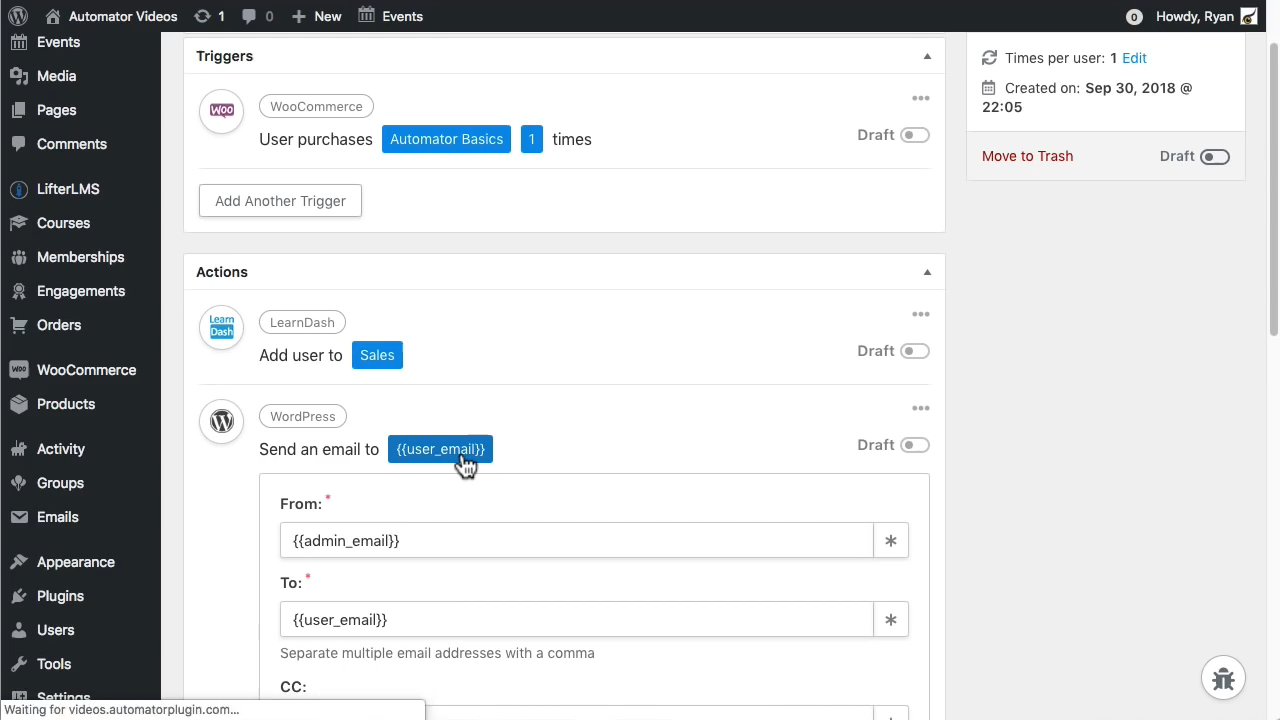 Automator Videos 1 0 New Events 0 Howdy, Ryan
Events
Media
Pages
Comments
LifterLMS
Courses
Memberships
Engagements
Orders
WooCommerce
Products
Activity
Groups
Emails
Appearance
Plugins
Users
Tools
Settings
Triggers
WOO
WooCommerce
User purchases Automator Basics 1 times
Draft
Add Another Trigger
Actions
Learn
Dash
LearnDash
Add user to Sales
Draft
WordPress
Send an email to {{user_email}}
Draft
From: *
{{admin_email}}
To: *
{{user_email}}
Separate multiple email addresses with a comma
CC:
Times per user: 1 Edit
Created on: Sep 30, 2018 @
22:05
Move to Trash Draft
Waiting for videos.automatorplugin.com...